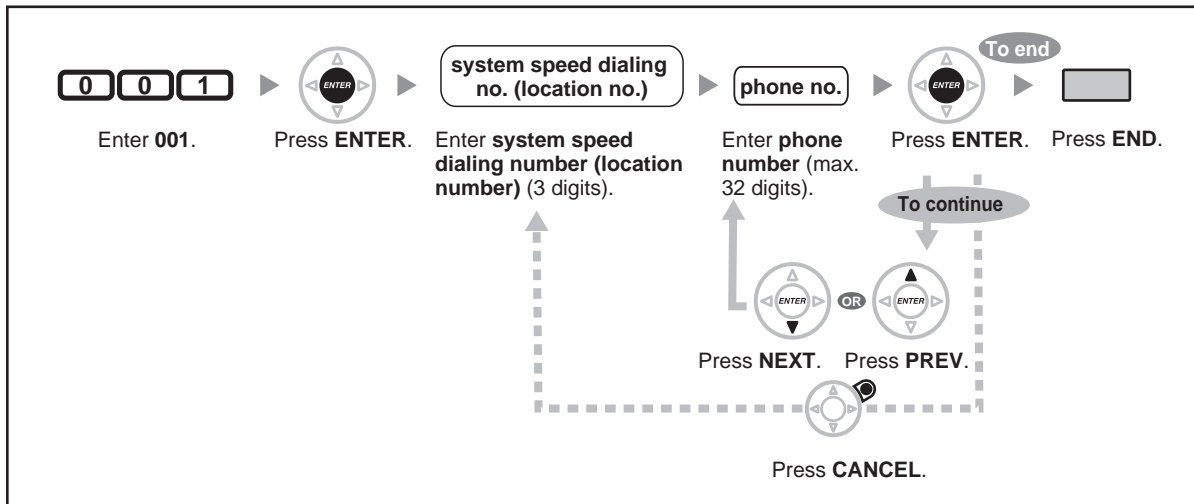 To end
0 0 1
ENTER
system speed dialing
no. (location no.)
phone no.
ENTER
Enter 001.
Press ENTER.
Enter system speed
dialing number (location
number) (3 digits).
Enter phone
number (max.
32 digits).
Press ENTER.
Press END.
To continue
ENTER
OR
ENTER
Press NEXT.
Press PREV.
Press CANCEL.